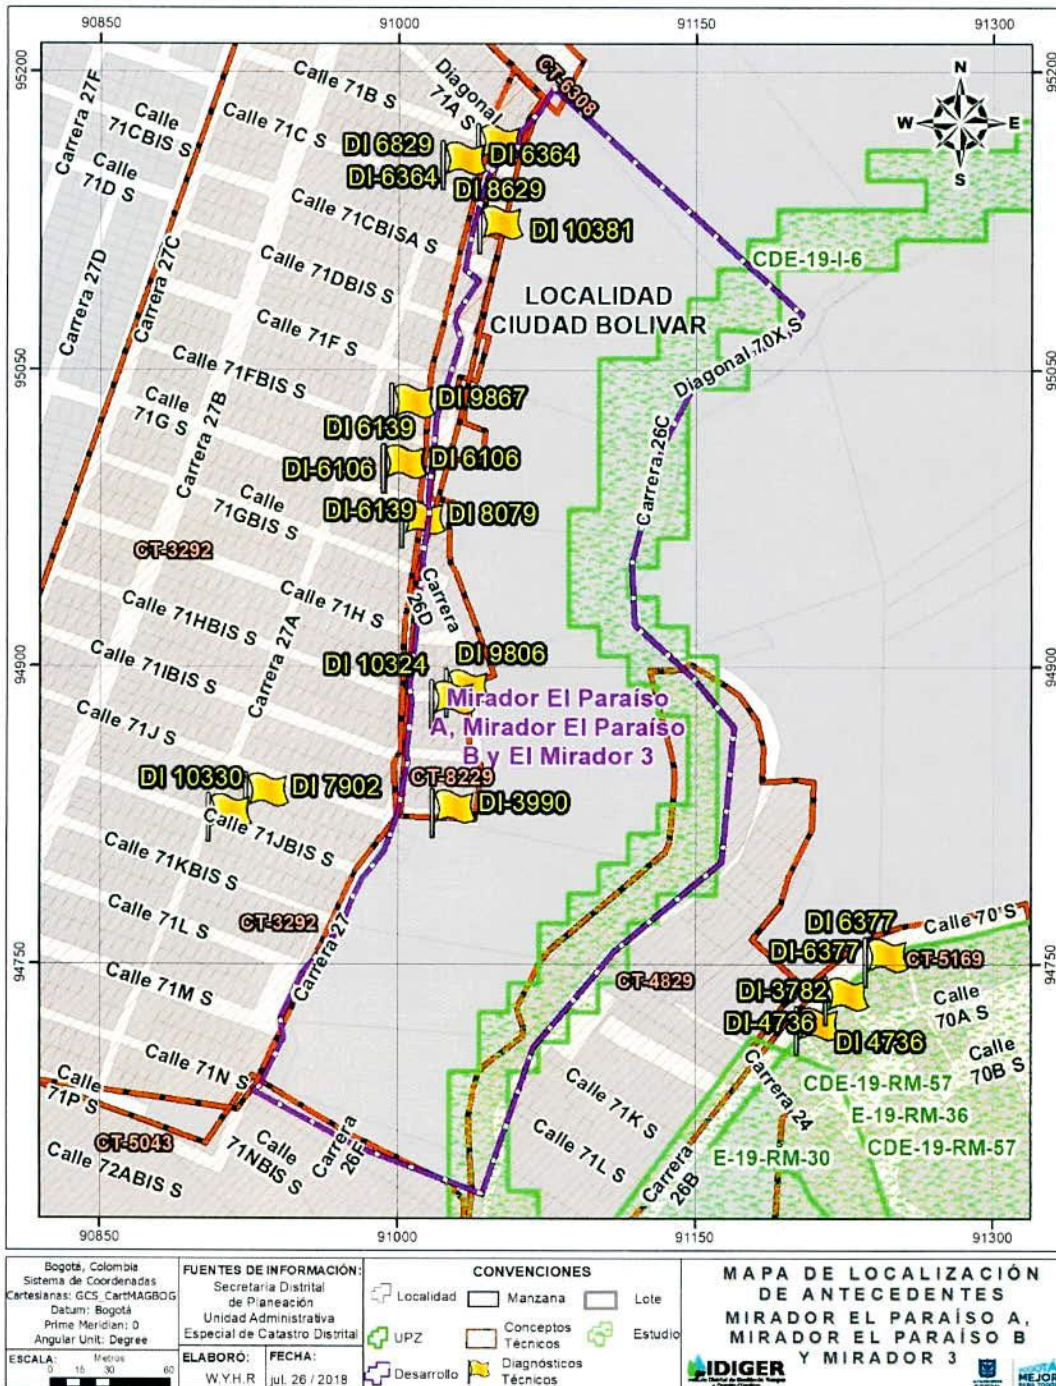 90850 91000 91150 91300
95200
95200
95050
95050
94900
94900
94750
94750
N
W E
S
CT-6308
Calle 71B S
Diagonal
71A S
Carrera 27F
Calle
71CBIS S
Calle 71C S
DI 6829
DI 6364
DI-6364
DI 8629
Calle
71D S
Calle 71CBISA S
DI 10381
Carrera 27D
Carrera 27C
Calle 71DBIS S
CDE-19-I-6
LOCALIDAD
CIUDAD BOLIVAR
Calle 71F S
Diagonal 70X S
Calle 71FBIS S
Calle
71G S
Carrera 27B
DI 9867
DI 6139
DI-6106
DI-6106
Carrera 26C
Calle
71GBIS S
DI-6139
DI 8079
CT-3292
Carrera
26D
Calle 71H S
Calle 71HBIS S
Carrera 27A
DI 9806
DI 10324
Calle 71IBIS S
Mirador El Paraíso
A, Mirador El Paraíso
B y El Mirador 3
Calle 71J S
CT-8229
DI 10330
DI 7902
DI-3990
Calle 71JBIS S
Calle 71KBIS S
Calle 71L S
CT-3292
Carrera 27
DI 6377
Calle 70 S
DI-6377
CT-5169
CT-4829
Calle 71M S
DI-3782
Calle
70A S
DI-4736
DI 4736
Calle
70B S
Calle 71N S
Calle
71P S
Carrera 24
CDE-19-RM-57
Calle 71K S
E-19-RM-36
CT-5043
Calle
71NBIS S
Carrera
26F
Calle 71L S
CDE-19-RM-57
E-19-RM-30
Calle 72ABIS S
Carrera
26B
90850 91000 91150 91300
Bogotá, Colombia
Sistema de Coordenadas
Cartesianas: GCS_CartMAGBOG
Datum: Bogotá
Prime Meridian: 0
Angular Unit: Degree
ESCALA: Metros
0 15 30 60
FUENTES DE INFORMACIÓN:
Secretaria Distrital
de Planeación
Unidad Administrativa
Especial de Catastro Distrital
ELABORÓ:
W.Y.H.R
FECHA:
jul. 26 / 2018
CONVENCIONES
Localidad Manzana Lote
UPZ Conceptos Técnicos Estudio
Desarrollo Diagnósticos Técnicos
MAPA DE LOCALIZACIÓN
DE ANTECEDENTES
MIRADOR EL PARAÍSO A,
MIRADOR EL PARAÍSO B
Y MIRADOR 3
IDIGER
BOGOTÁ
MEJOR
PARA TODOS